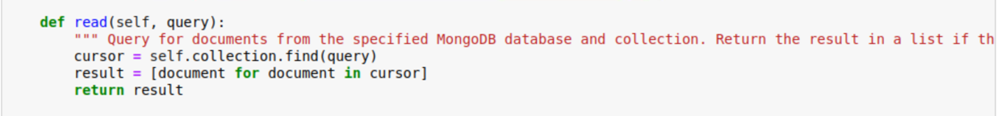 def read(self, query):
    """ Query for documents from the specified MongoDB database and collection. Return the result in a list if th
    cursor = self.collection.find(query)
    result = [document for document in cursor]
    return result